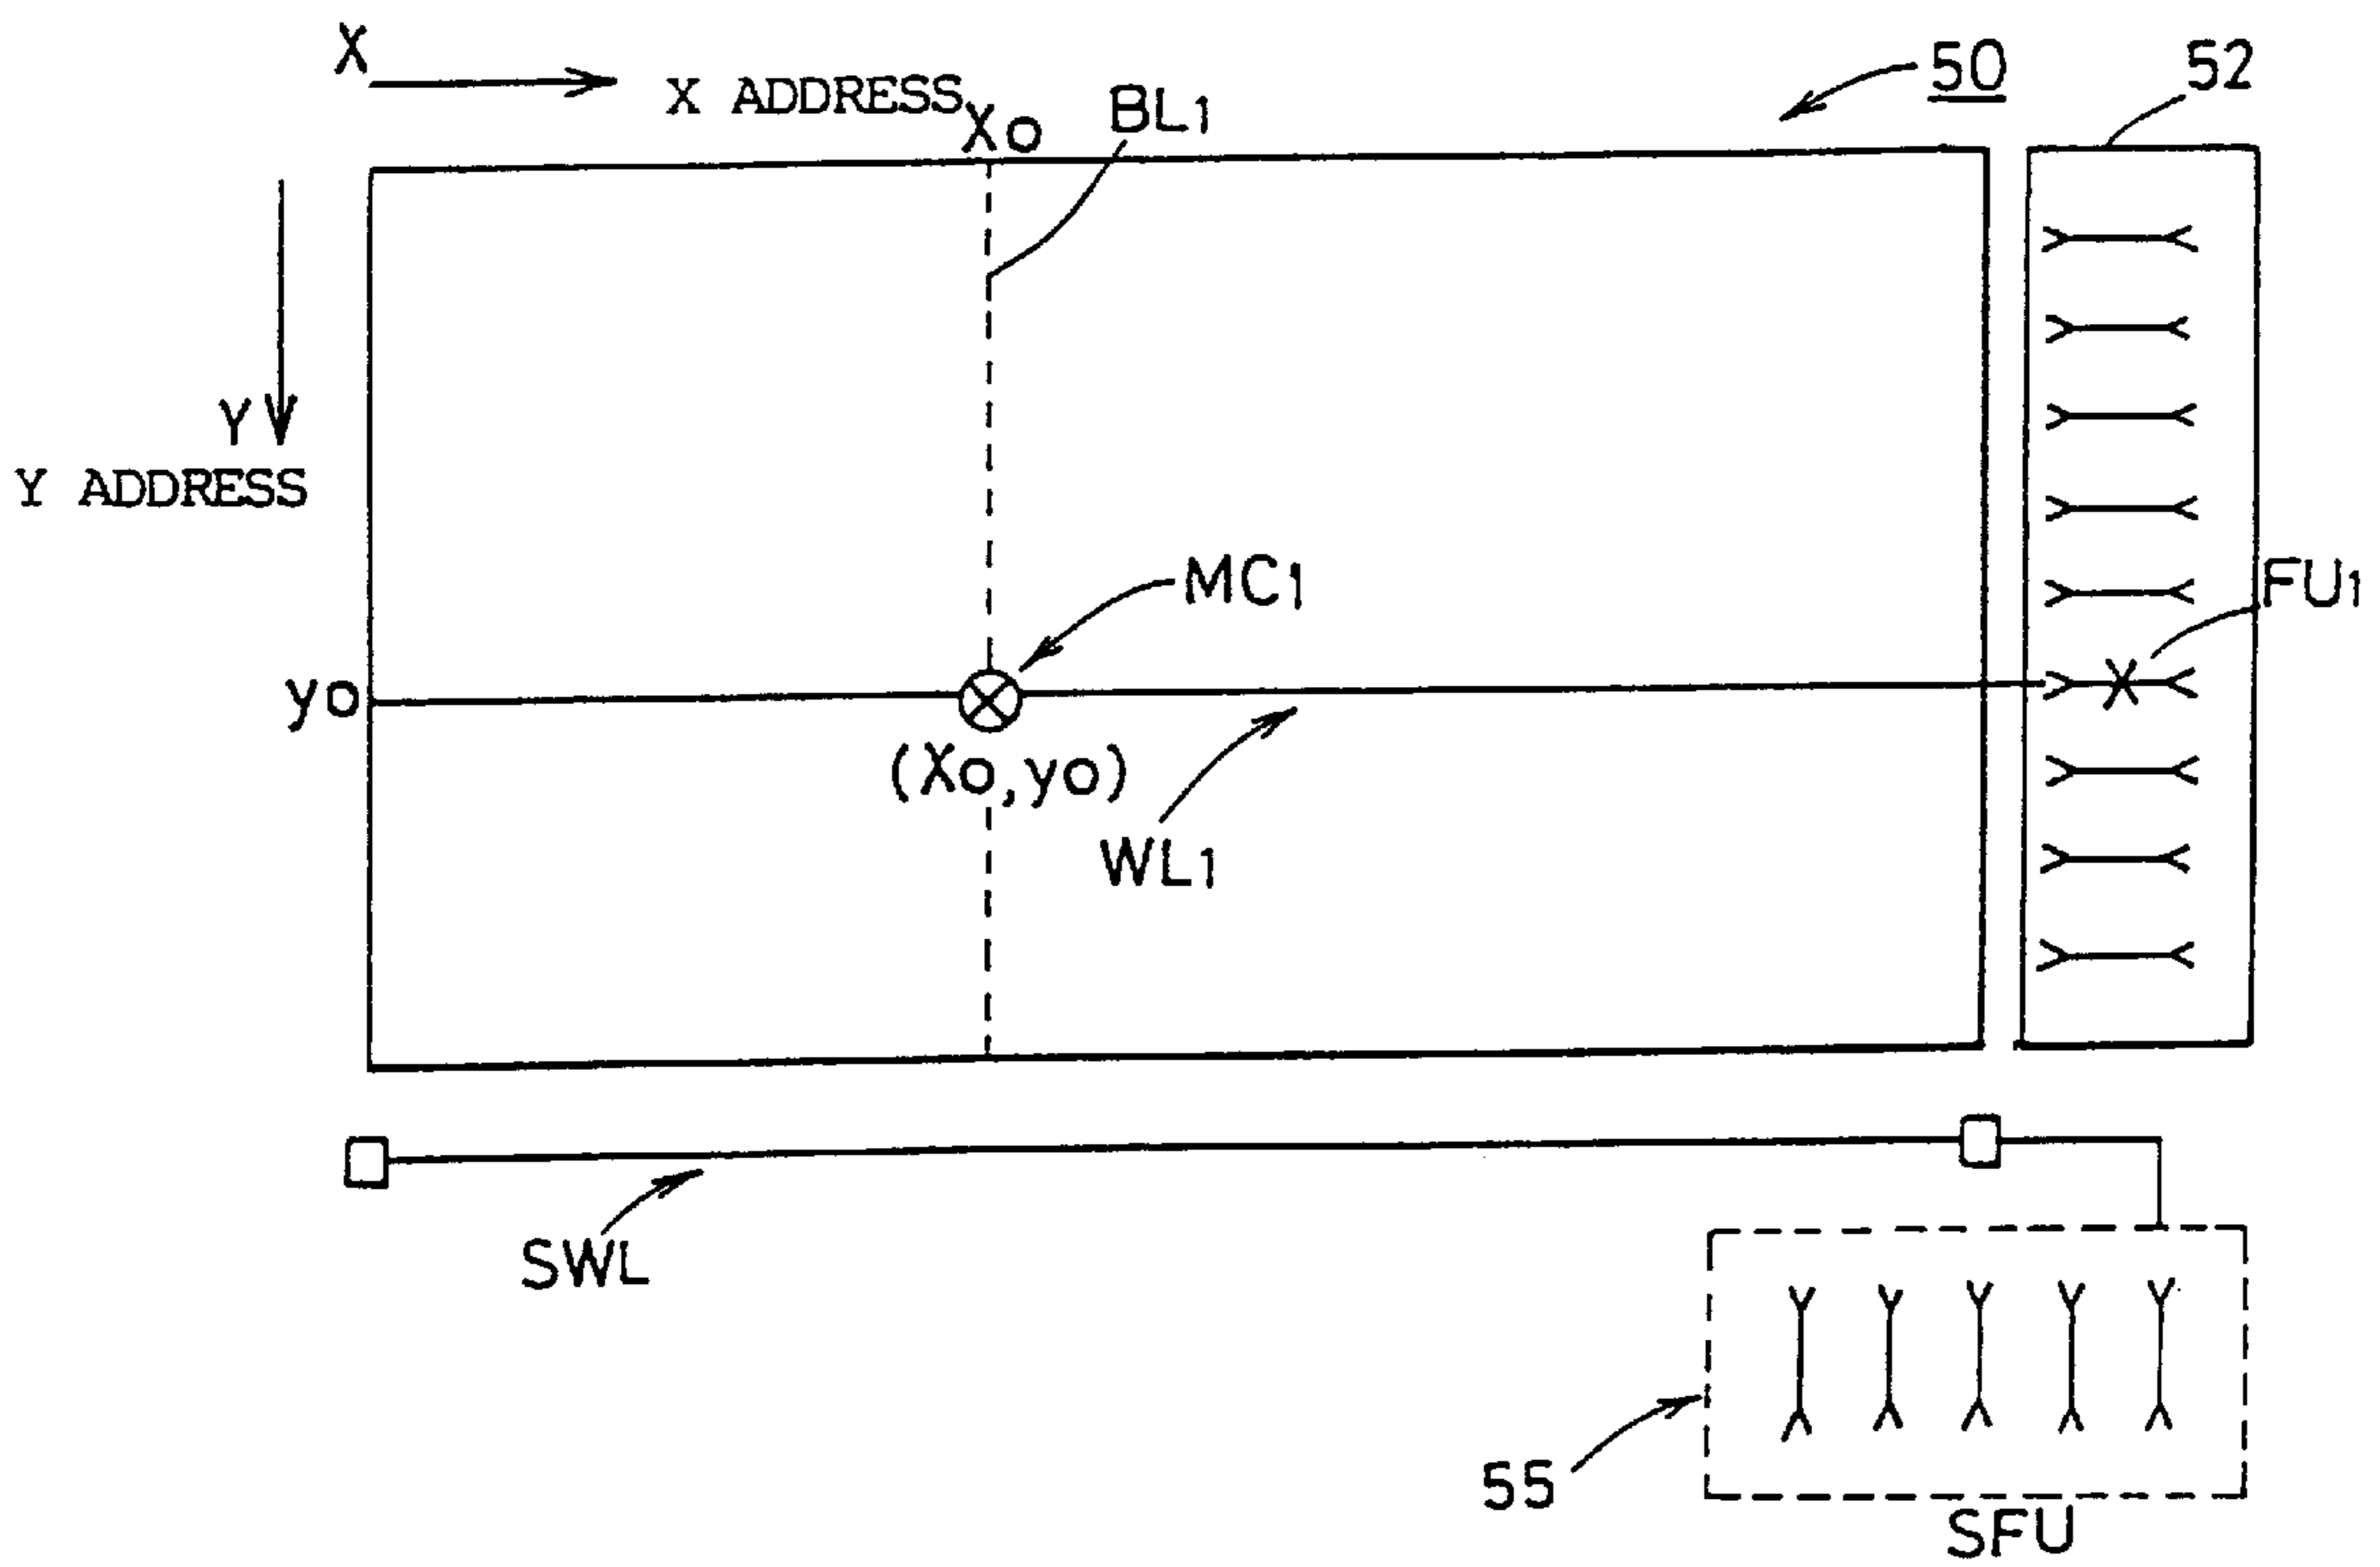 X
X ADDRESS
Xo
BL1
50
52
Y
Y ADDRESS
MC1
FU1
yo
(Xo,yo)
WL1
SWL
55
SFU